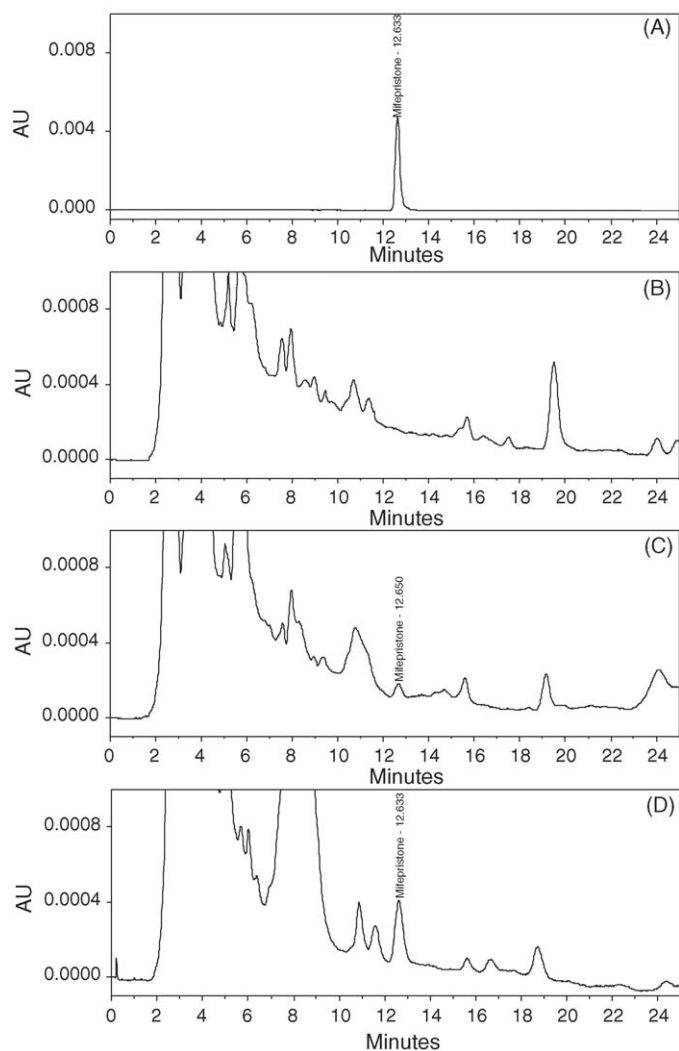 (A)
0.008
0.004
0.000
AU
Mifepristone - 12.633
0 2 4 6 8 10 12 14 16 18 20 22 24
Minutes
(B)
0.0008
0.0004
0.0000
AU
0 2 4 6 8 10 12 14 16 18 20 22 24
Minutes
(C)
0.0008
0.0004
0.0000
AU
Mifepristone - 12.650
0 2 4 6 8 10 12 14 16 18 20 22 24
Minutes
(D)
0.0008
0.0004
0.0000
AU
Mifepristone - 12.633
0 2 4 6 8 10 12 14 16 18 20 22 24
Minutes